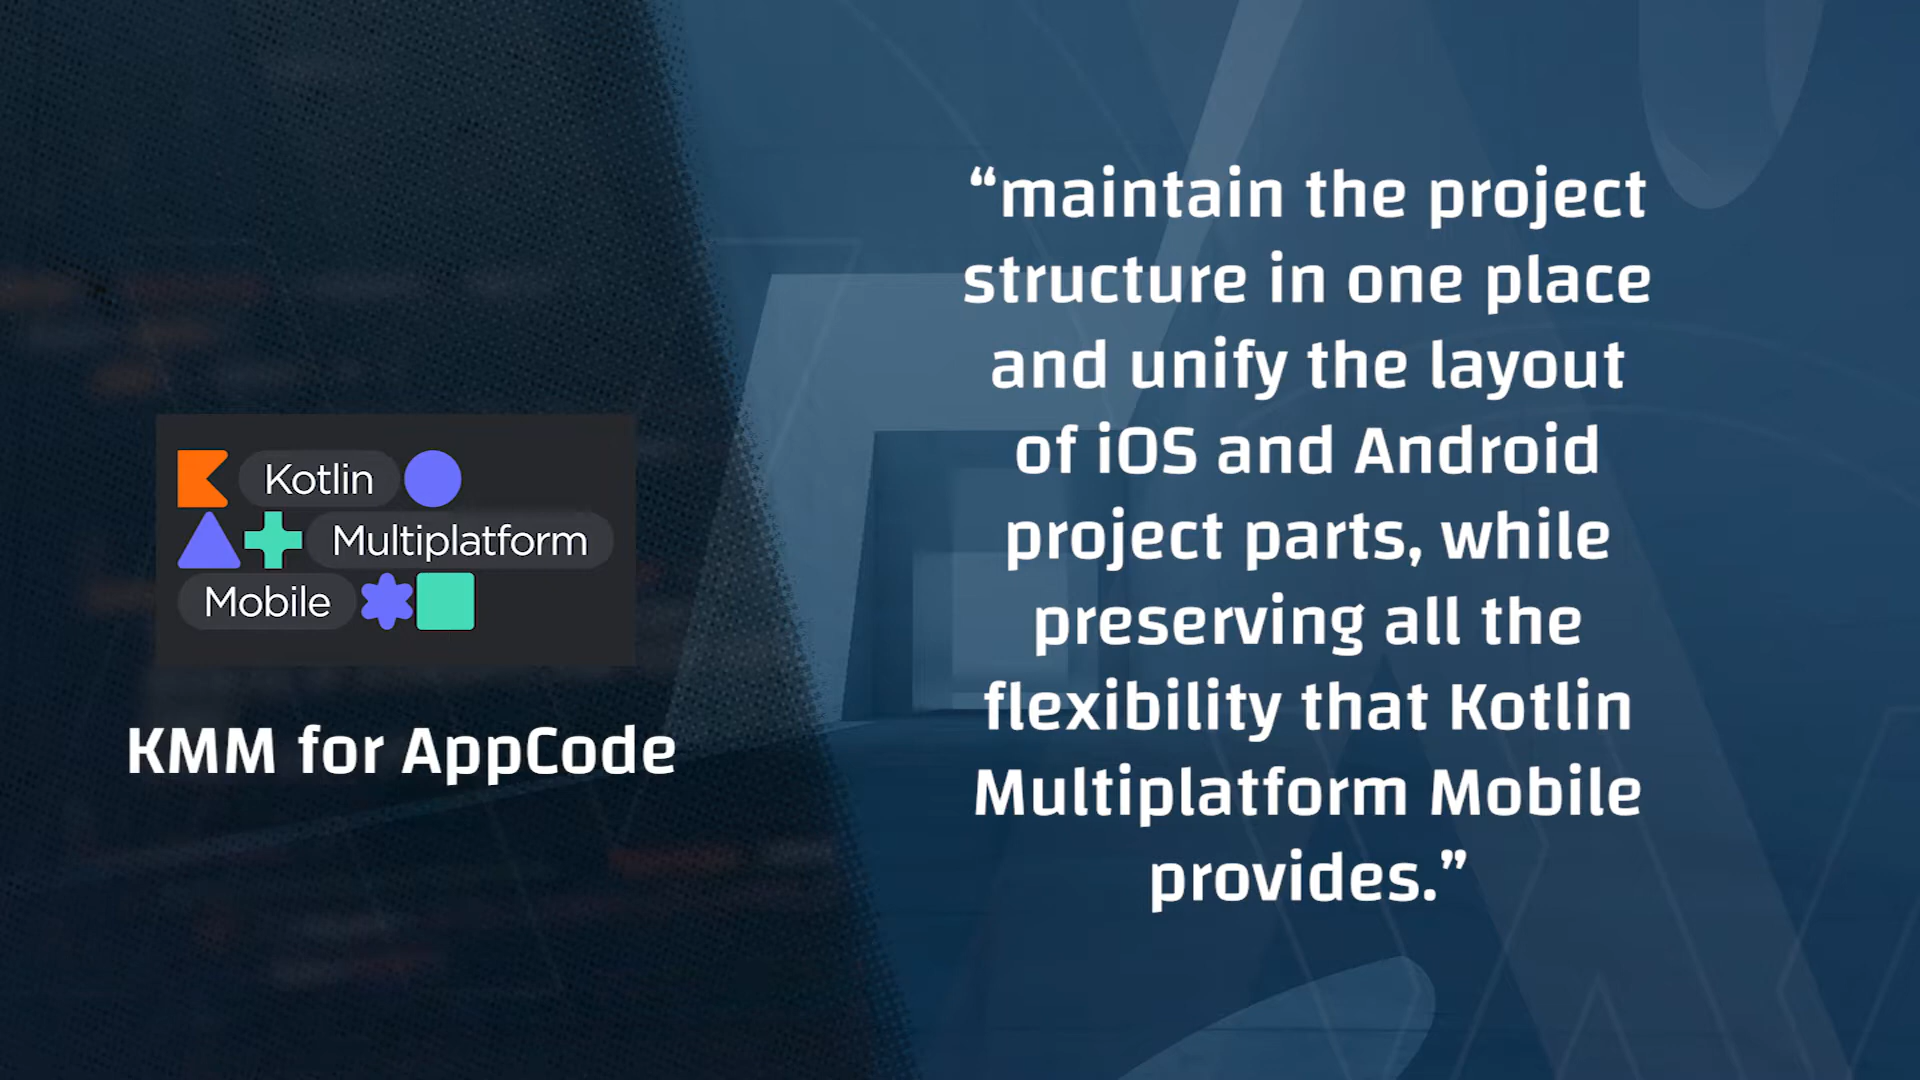 Kotlin
Multiplatform
Mobile
KMM for AppCode
“maintain the project
structure in one place
and unify the layout
of iOS and Android
project parts, while
preserving all the
flexibility that Kotlin
Multiplatform Mobile
provides.”